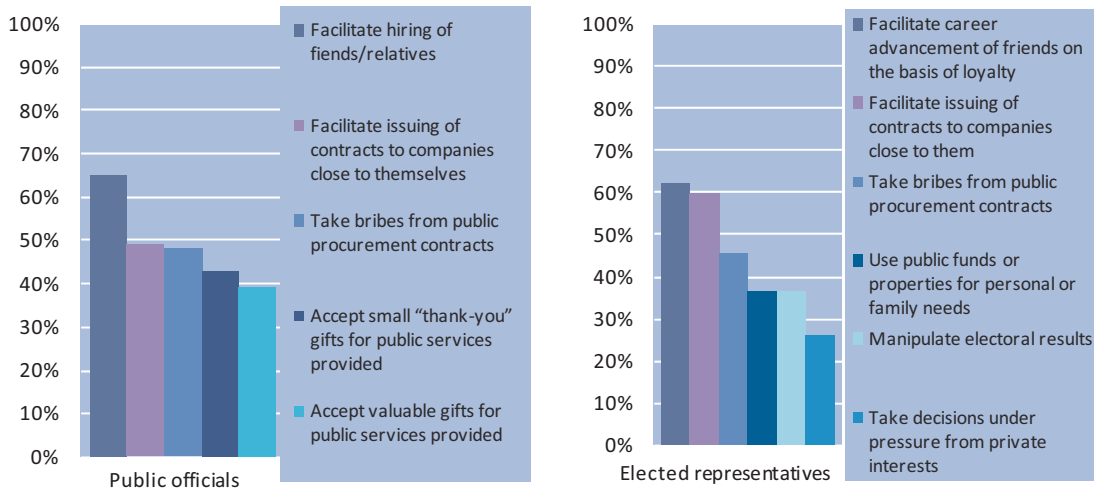 100%
90%
80%
70%
60%
50%
40%
30%
20%
10%
0%
Public officials
Facilitate hiring of
fiends/relatives
Facilitate issuing of
contracts to companies
close to themselves
Take bribes from public
procurement contracts
Accept small “thank-you”
gifts for public services
provided
Accept valuable gifts for
public services provided
100%
90%
80%
70%
60%
50%
40%
30%
20%
10%
0%
Elected representatives
Facilitate career
advancement of friends on
the basis of loyalty
Facilitate issuing of
contracts to companies
close to them
Take bribes from public
procurement contracts
Use public funds or
properties for personal or
family needs
Manipulate electoral results
Take decisions under
pressure from private
interests